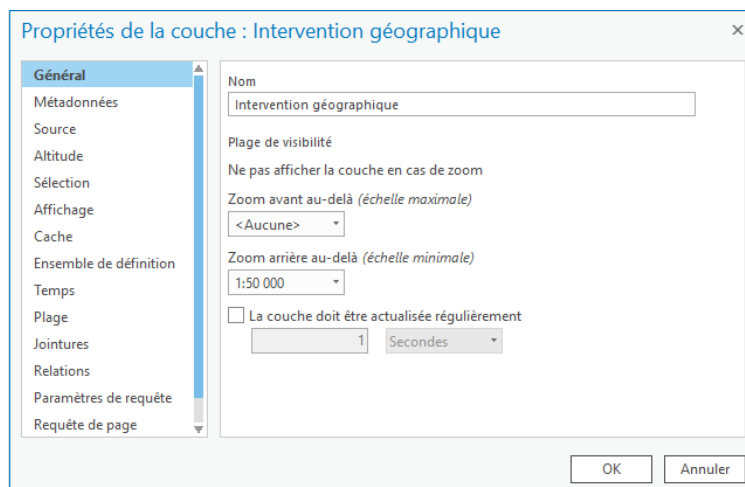 Propriétés de la couche : Intervention géographique
×
Général
Métadonnées
Source
Altitude
Sélection
Affichage
Cache
Ensemble de définition
Temps
Plage
Jointures
Relations
Paramètres de requête
Requête de page
Nom
Intervention géographique
Plage de visibilité
Ne pas afficher la couche en cas de zoom
Zoom avant au-delà (échelle maximale)
<Aucune>
Zoom arrière au-delà (échelle minimale)
1:50 000
La couche doit être actualisée régulièrement
1 Secondes
OK Annuler